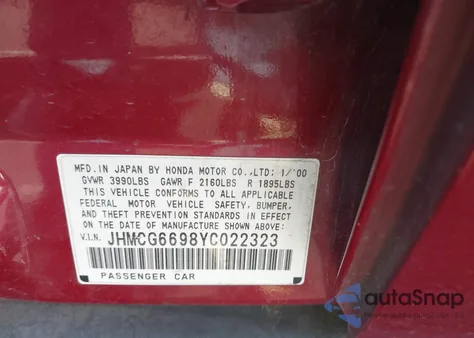 MFD.IN JAPAN BY HONDA MOTOR CO.,LTD; 1/'00
GVWR 3990LBS GAWR F 2160LBS R 1895LBS
THIS VEHICLE CONFORMS TO ALL APPLICABLE
FEDERAL MOTOR VEHICLE SAFETY, BUMPER,
AND THEFT PREVENTION STANDARDS IN EFFECT
ON THE DATE OF MANUFACTURE SHOWN ABOVE.
V.I.N. JHMCG6698YC022323
PASSENGER CAR
autoSnap